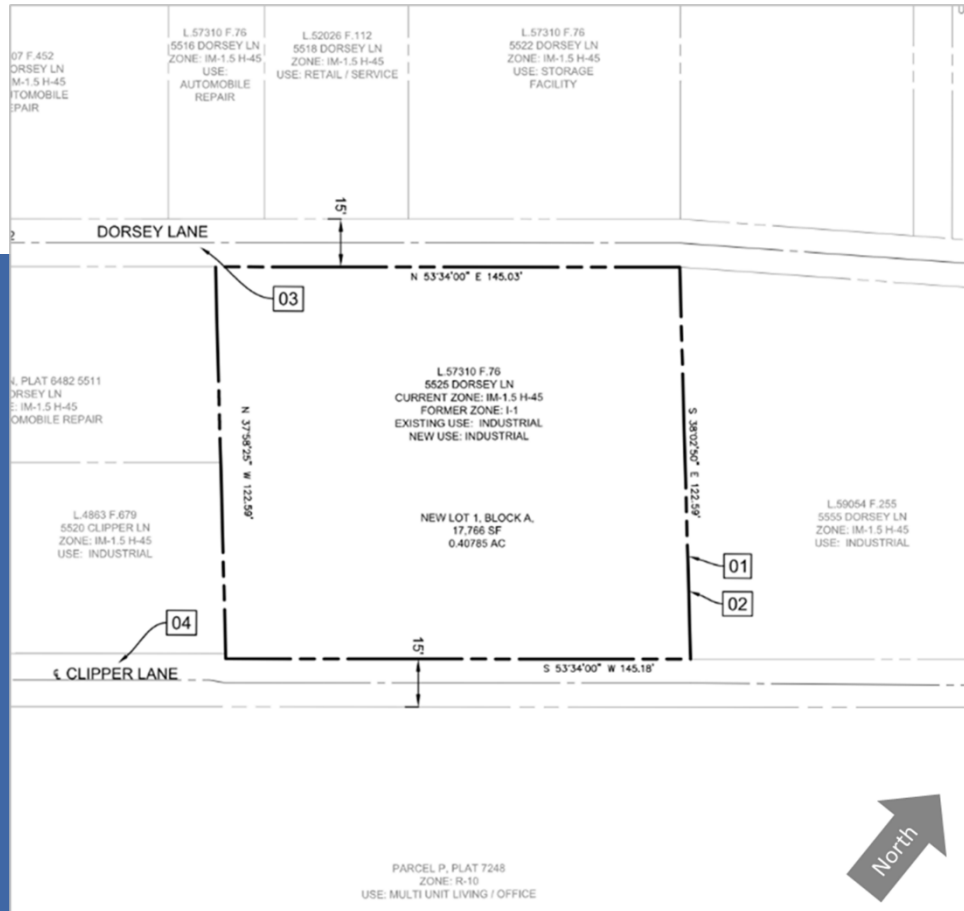 07 F.452
ORSEY LN
M-1.5 H-45
TOMOBILE
EPAIR
L.57310 F.76
5516 DORSEY LN
ZONE: IM-1.5 H-45
USE:
AUTOMOBILE
REPAIR
L.52026 F.112
5518 DORSEY LN
ZONE: IM-1.5 H-45
USE: RETAIL / SERVICE
L.57310 F.76
5522 DORSEY LN
ZONE: IM-1.5 H-45
USE: STORAGE
FACILITY
15'
DORSEY LANE
03
N 53°34'00" E 145.03'
L.57310 F.76
5525 DORSEY LN
CURRENT ZONE: IM-1.5 H-45
FORMER ZONE: I-1
EXISTING USE: INDUSTRIAL
NEW USE: INDUSTRIAL
N, PLAT 6482 5511
ORSEY LN
E: IM-1.5 H-45
OMOBILE REPAIR
N 37°58'25" W 122.59'
S 38°02'50" E 122.59'
NEW LOT 1, BLOCK A,
17,766 SF
0.40785 AC
L.4863 F.679
5520 CLIPPER LN
ZONE: IM-1.5 H-45
USE: INDUSTRIAL
L.59054 F.255
5555 DORSEY LN
ZONE: IM-1.5 H-45
USE: INDUSTRIAL
01
02
04
15'
℄ CLIPPER LANE
S 53°34'00" W 145.18'
North
PARCEL P, PLAT 7248
ZONE: R-10
USE: MULTI UNIT LIVING / OFFICE